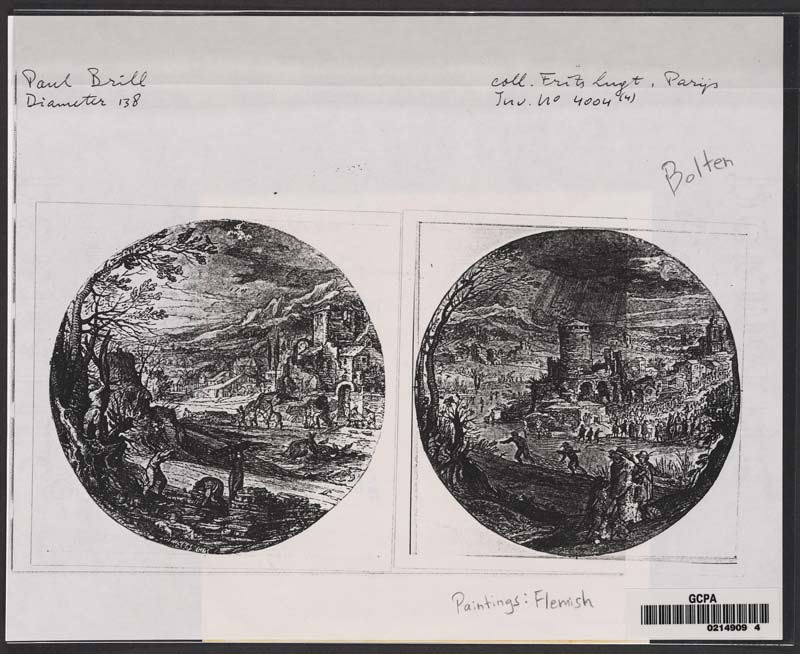 Paul Brill
Diameter 138
coll. Frits Lugt, Parijs
Inv. No 4004 (4)
Bolten
Paintings: Flemish
GCPA
0214909 4